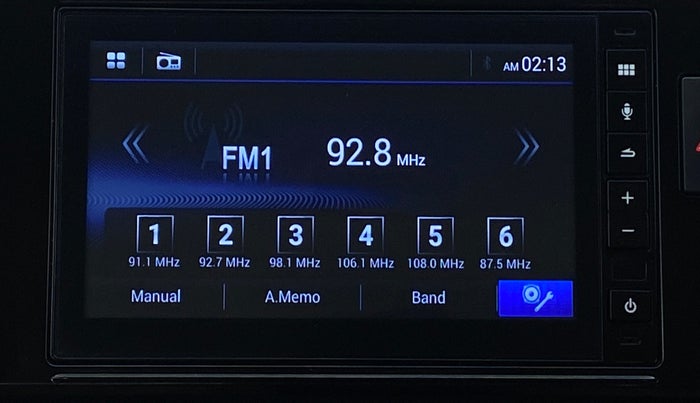 AM 02:13
FM1 92.8 MHz
1 2 3 4 5 6
91.1 MHz 92.7 MHz 98.1 MHz 106.1 MHz 108.0 MHz 87.5 MHz
Manual A.Memo Band